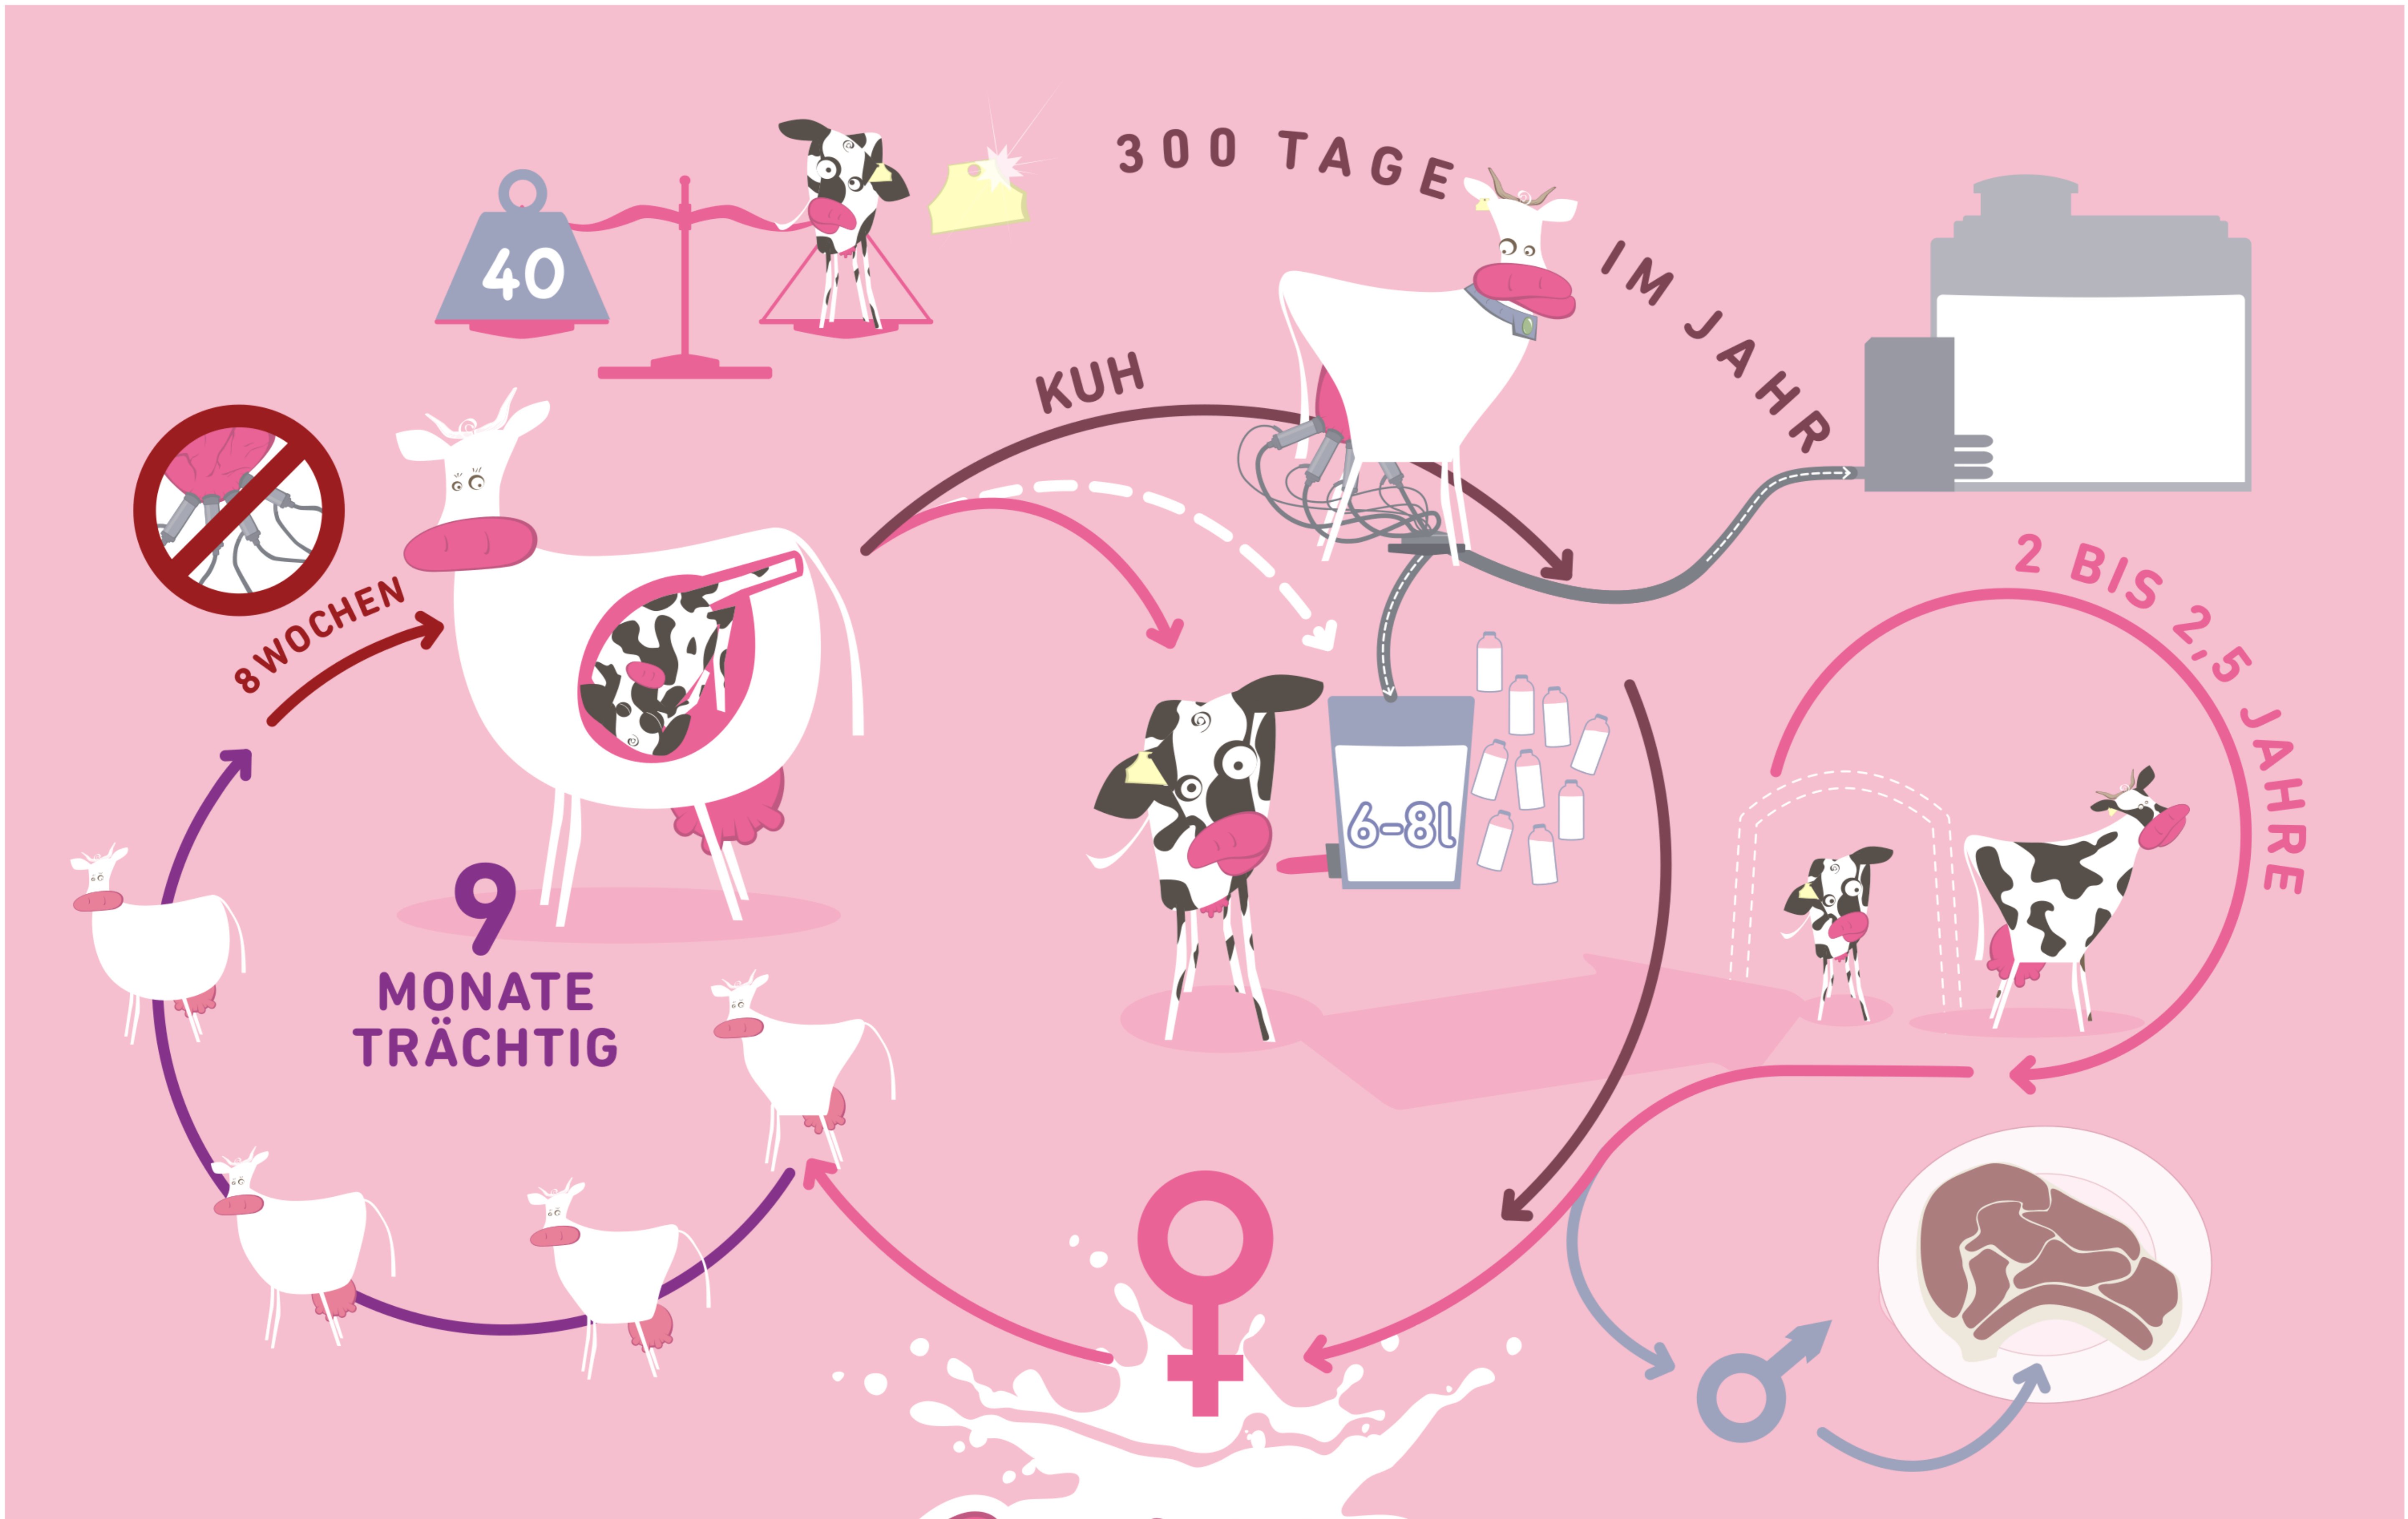 40
300 TAGE IM JAHR
KUH
8 WOCHEN
2 BIS 2,5 JAHRE
6-8l
9
MONATE
TRÄCHTIG